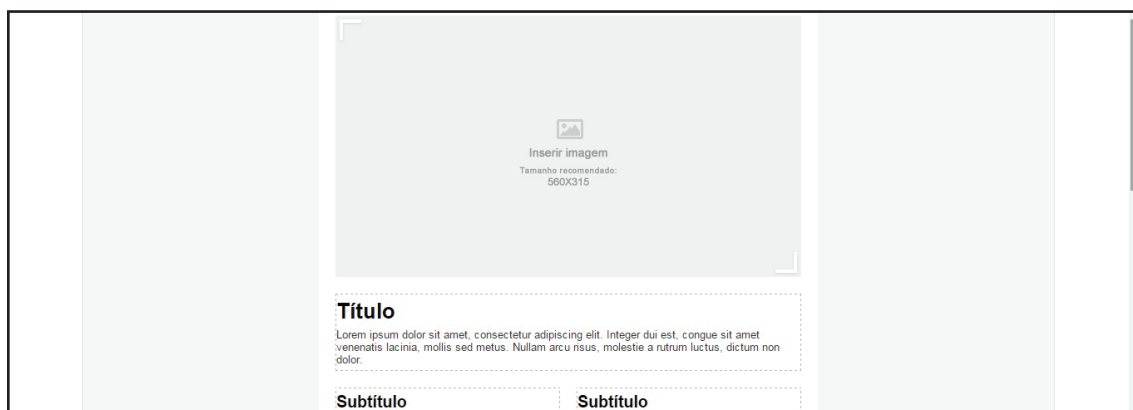 Inserir imagem
Tamanho recomendado:
560X315
Título
Lorem ipsum dolor sit amet, consectetur adipiscing elit. Integer dui est, congue sit amet
venenatis lacinia, mollis sed metus. Nullam arcu risus, molestie a rutrum luctus, dictum non
dolor.
Subtítulo
Subtítulo